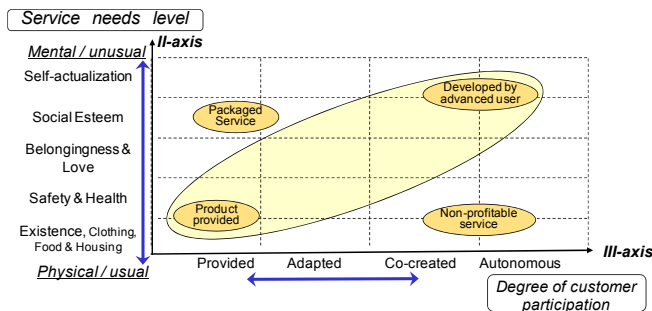 Service needs level
II-axis
Mental / unusual
Self-actualization
Developed by
advanced user
Packaged
Service
Social Esteem
Belongingness &
Love
Safety & Health
Product
provided
Non-profitable
service
Existence, Clothing,
Food & Housing
III-axis
Physical / usual
Provided Adapted Co-created Autonomous
Degree of customer
participation